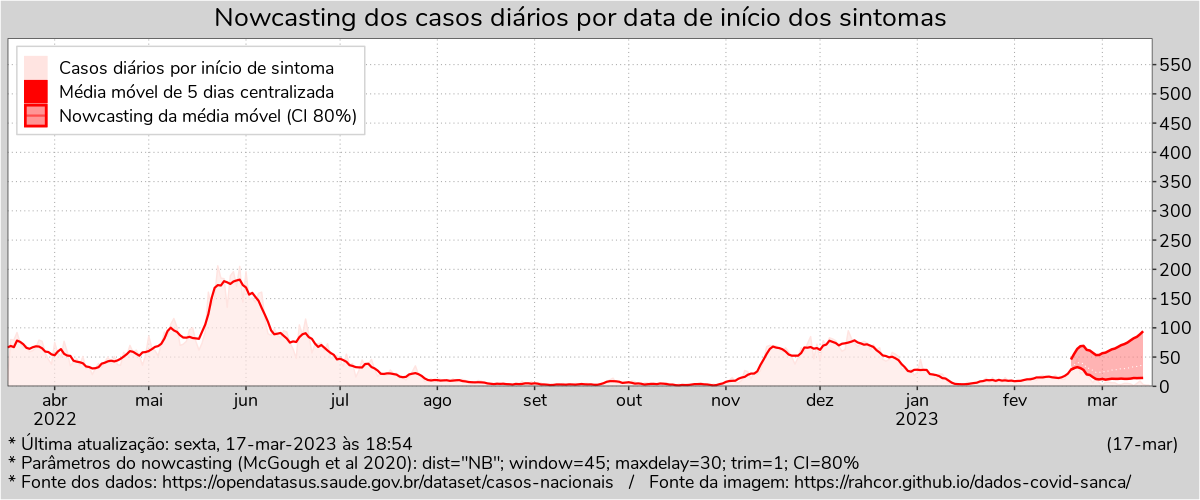 Nowcasting dos casos diários por data de início dos sintomas
Casos diários por início de sintoma
Média móvel de 5 dias centralizada
Nowcasting da média móvel (CI 80%)
550
500
450
400
350
300
250
200
150
100
50
0
abr mai jun jul ago set out nov dez jan fev mar
2022 2023
* Última atualização: sexta, 17-mar-2023 às 18:54 (17-mar)
* Parâmetros do nowcasting (McGough et al 2020): dist="NB"; window=45; maxdelay=30; trim=1; CI=80%
* Fonte dos dados: https://opendatasus.saude.gov.br/dataset/casos-nacionais / Fonte da imagem: https://rahcor.github.io/dados-covid-sanca/